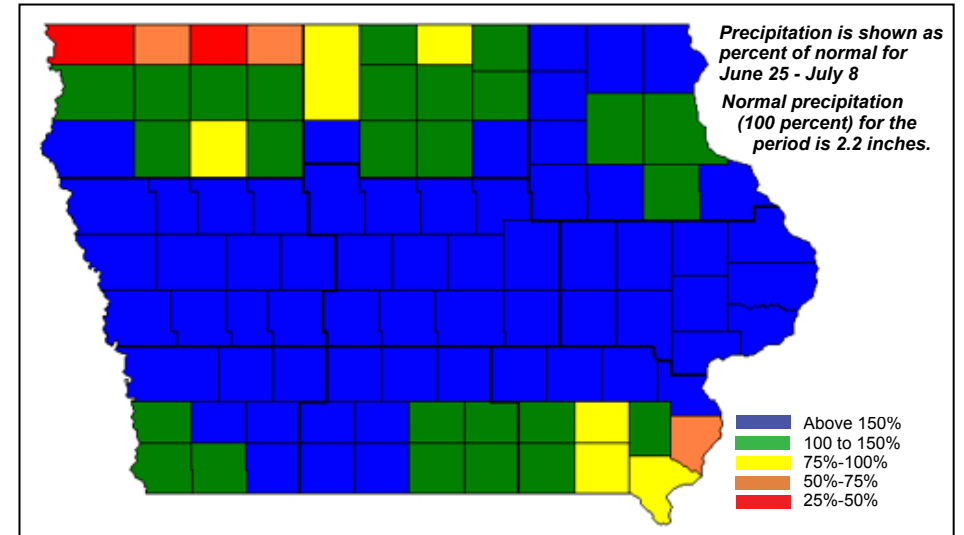 Precipitation is shown as
percent of normal for
June 25 - July 8
Normal precipitation
(100 percent) for the
period is 2.2 inches.
Above 150%
100 to 150%
75%-100%
50%-75%
25%-50%